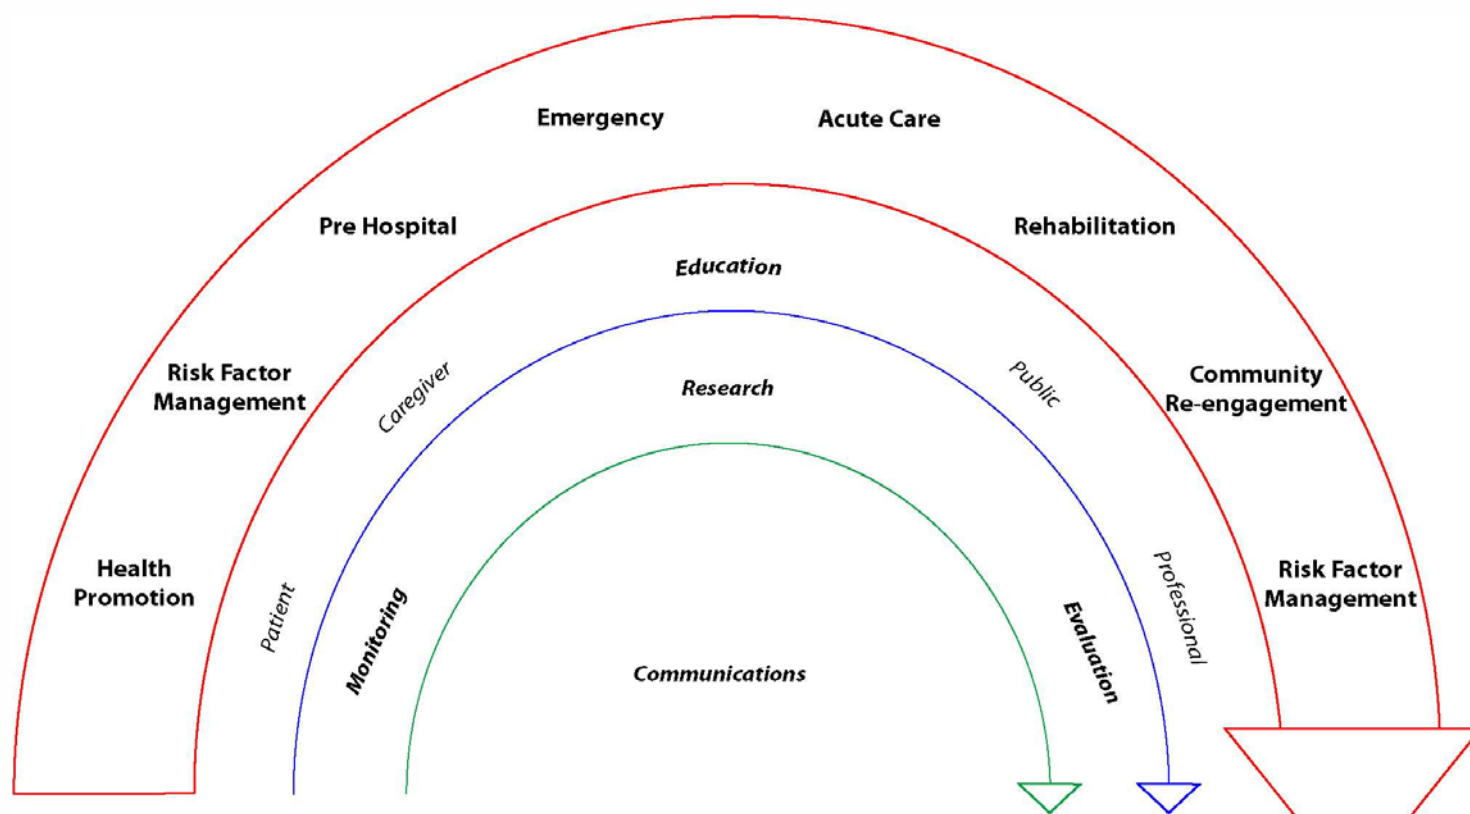 Emergency
Acute Care
Pre Hospital
Rehabilitation
Education
Risk Factor
Management
Caregiver
Research
Public
Community
Re-engagement
Health
Promotion
Patient
Monitoring
Communications
Evaluation
Professional
Risk Factor
Management